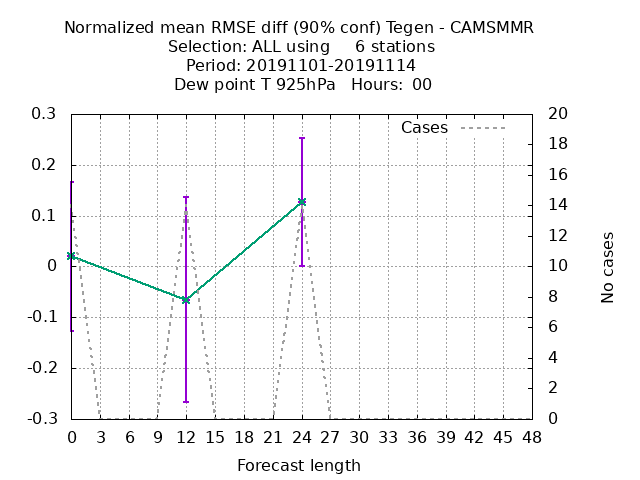 Normalized mean RMSE diff (90% conf) Tegen - CAMSMMR
Selection: ALL using     6 stations
Period: 20191101-20191114
Dew point T 925hPa   Hours: 00
Cases
0.3
0.2
0.1
0
-0.1
-0.2
-0.3
20
18
16
14
12
10
8
6
4
2
0
No cases
0 3 6 9 12 15 18 21 24 27 30 33 36 39 42 45 48
Forecast length